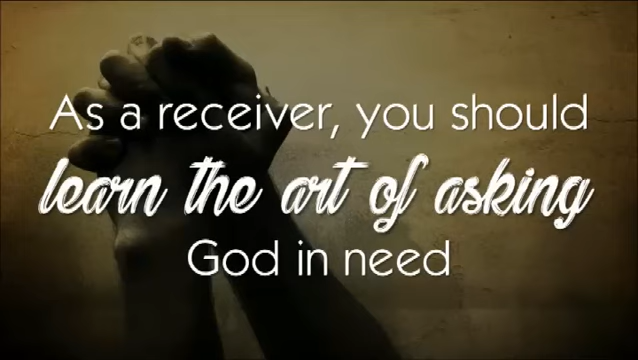 As a receiver, you should
learn the art of asking
God in need